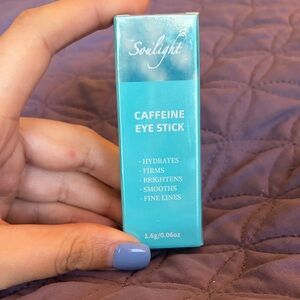 Soulight
CAFFEINE
EYE STICK
· HYDRATES
· FIRMS
· BRIGHTENS
· SMOOTHS
· FINE LINES
1.6g/0.06oz